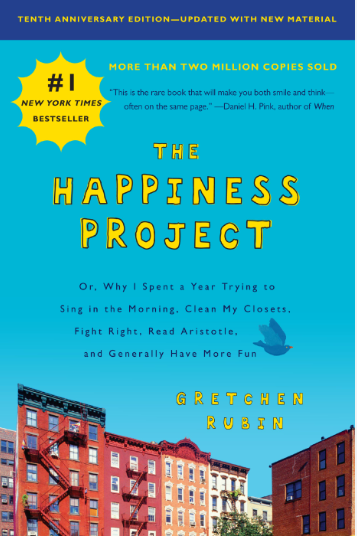 TENTH ANNIVERSARY EDITION—UPDATED WITH NEW MATERIAL
MORE THAN TWO MILLION COPIES SOLD
#1
NEW YORK TIMES
BESTSELLER
"This is the rare book that will make you both smile and think—
often on the same page." —Daniel H. Pink, author of When
THE
HAPPINESS
PROJECT
Or, Why I Spent a Year Trying to
Sing in the Morning, Clean My Closets,
Fight Right, Read Aristotle,
and Generally Have More Fun
GRETCHEN
RUBIN